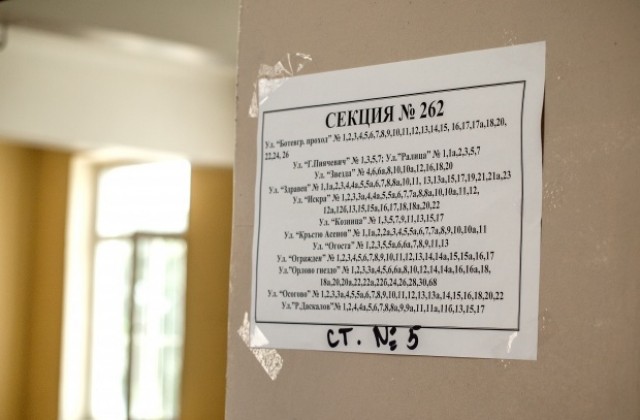 СЕКЦИЯ № 262
Ул. "Ботевгр. проход" № 1,2,3,4,5,6,7,8,9,10,11,12,13,14,15, 16,17,17а,18,20,
22,24, 26
Ул. "Г.Пинчевич" № 1,3,5,7; Ул."Ралица" № 1,1а,2,3,5,7
Ул. "Звезда" № 4,6,6а,8,10,10а,12,16,18,20
Ул. "Здравец" № 1,1а,2,3,4,4а,5,5а,6,7,8,8а,10,11, 13,13а,15,17,19,21,21а,23
Ул. "Искра" № 1,2,3,3а,4,4а,5,5а,6,7,7а,8,8а,10,10а,11,12,
12а,12б,13,15,15а,16,17,18,18а,20,22
Ул. "Козница" № 1,3,5,7,9,11,13,15,17
Ул. "Кръстю Асенов" № 1,1а,2,2а,3,4,5,5а,6,7,7а,8,9,10,10а,11
Ул. "Огоста" № 1,2,3,5,5а,6,6а,7,8,9,11,13
Ул. "Огражден" № 1,2,3,4,5,6,7,8,9,10,11,12,13,14,14а,15,15а,16,17
Ул."Орлово гнездо" № 1,2,3,3а,4,5,6,6а,8,10,12,14,14а,16,16а,18,
18а,20,20а,22,22а,22б,24,26,28,30,68
Ул. "Осогово" № 1,2,3,3а,4,5,5а,6,7,8,9,10,11,12,13,13а,14,15,16,18,20,22
Ул."Р.Даскалов"№ 1,2,4,4а,5,6,7,8,8а,9,9а,11,11а,11б,13,15,17
СТ. № 5